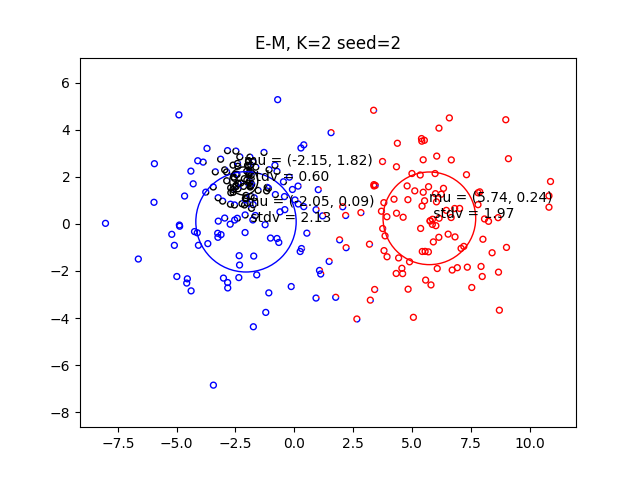 E-M, K=2 seed=2
6
4
2
0
−2
−4
−6
−8
mu = (-2.15, 1.82)
stdv = 0.60
mu = (-2.05, 0.09)
stdv = 2.13
mu = (5.74, 0.24)
stdv = 1.97
−7.5 −5.0 −2.5 0.0 2.5 5.0 7.5 10.0